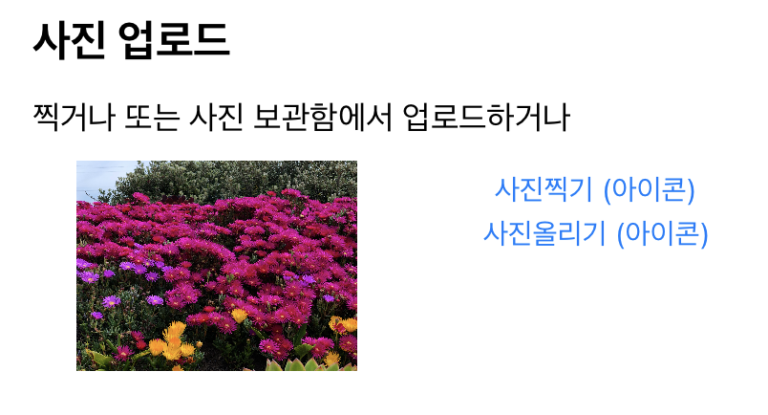 사진 업로드
찍거나 또는 사진 보관함에서 업로드하거나
사진찍기 (아이콘)
사진올리기 (아이콘)